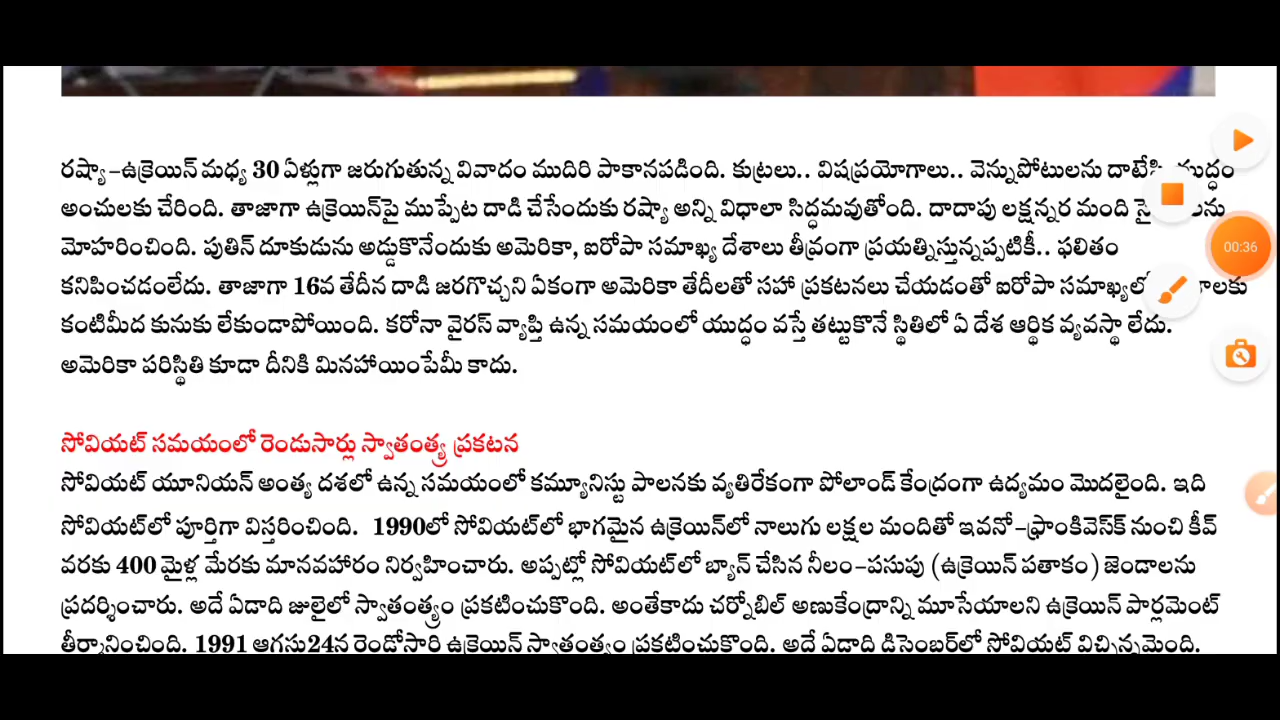 రష్యా-ఉక్రెయిన్ మధ్య 30 ఏళ్లుగా జరుగుతున్న వివాదం ముదిరి పాకానపడింది. కుట్రలు.. విషప్రయోగాలు.. వెన్నుపోటులను
అంచులకు చేరింది. తాజాగా ఉక్రెయిన్‌పై ముప్పేట దాడి చేసేందుకు రష్యా అన్ని విధాలా సిద్ధమవుతోంది. దాదాపు లక్షన్నర మంది
మోహరించింది. పుతిన్ దూకుడును అడ్డుకొనేందుకు అమెరికా, ఐరోపా సమాఖ్య దేశాలు తీవ్రంగా ప్రయత్నిస్తున్నప్పటికీ.. ఫలితం
కనిపించడంలేదు. తాజాగా 16వ తేదీన దాడి జరగొచ్చని ఏకంగా అమెరికా తేదీలతో సహా ప్రకటనలు చేయడంతో ఐరోపా
కంటిమీద కునుకు లేకుండాపోయింది. కరోనా వైరస్ వ్యాప్తి ఉన్న సమయంలో యుద్ధం వస్తే తట్టుకొనే స్థితిలో ఏ దేశ ఆర్థిక వ్యవస్థా లేదు.
అమెరికా పరిస్థితి కూడా దీనికి మినహాయింపేమీ కాదు.
సోవియట్ సమయంలో రెండుసార్లు స్వాతంత్ర్య ప్రకటన
సోవియట్ యూనియన్ అంత్య దశలో ఉన్న సమయంలో కమ్యూనిస్టు పాలనకు వ్యతిరేకంగా పోలాండ్ కేంద్రంగా ఉద్యమం మొదలైంది. ఇది
సోవియట్‌లో పూర్తిగా విస్తరించింది. 1990లో సోవియట్‌లో భాగమైన ఉక్రెయిన్‌లో నాలుగు లక్షల మందితో ఇవనో-ఫ్రాంకివెస్క్ నుంచి కీవ్
వరకు 400 మైళ్ల మేరకు మానవహారం నిర్వహించారు. అప్పట్లో సోవియట్‌లో బ్యాన్ చేసిన నీలం-పసుపు (ఉక్రెయిన్ పతాకం) జెండాలను
ప్రదర్శించారు. అదే ఏడాది జులైలో స్వాతంత్ర్యం ప్రకటించుకొంది. అంతేకాదు చర్నోబిల్ అణుకేంద్రాన్ని మూసేయాలని ఉక్రెయిన్ పార్లమెంట్
తీర్మానించింది. 1991 ఆగస్టు24న రెండోసారి ఉక్రెయిన్ స్వాతంత్ర్యం ప్రకటించుకొంది. అదే ఏడాది డిసెంబర్‌లో సోవియట్ విచ్ఛిన్నమైంది.
00:36